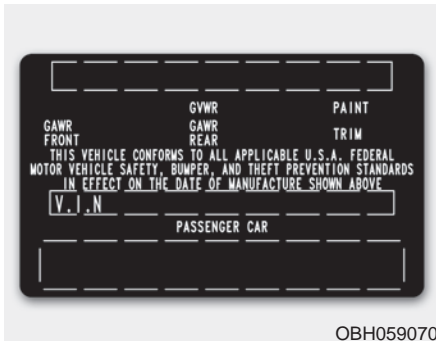 GVWR PAINT
GAWR FRONT GAWR REAR TRIM
THIS VEHICLE CONFORMS TO ALL APPLICABLE U.S.A. FEDERAL
MOTOR VEHICLE SAFETY, BUMPER, AND THEFT PREVENTION STANDARDS
IN EFFECT ON THE DATE OF MANUFACTURE SHOWN ABOVE
V.I.N
PASSENGER CAR
OBH059070